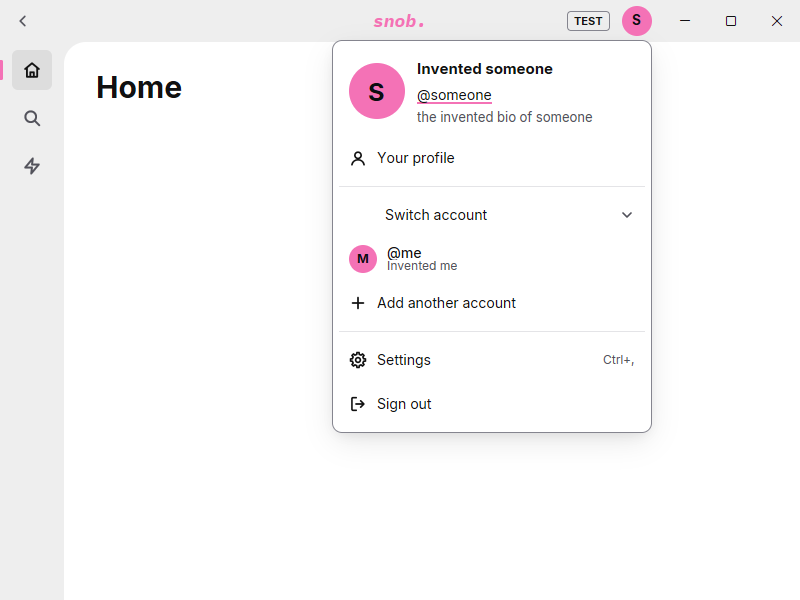 snob.
TEST
S
Home
S
Invented someone
@someone
the invented bio of someone
Your profile
Switch account
M
@me
Invented me
Add another account
Settings
Ctrl+,
Sign out